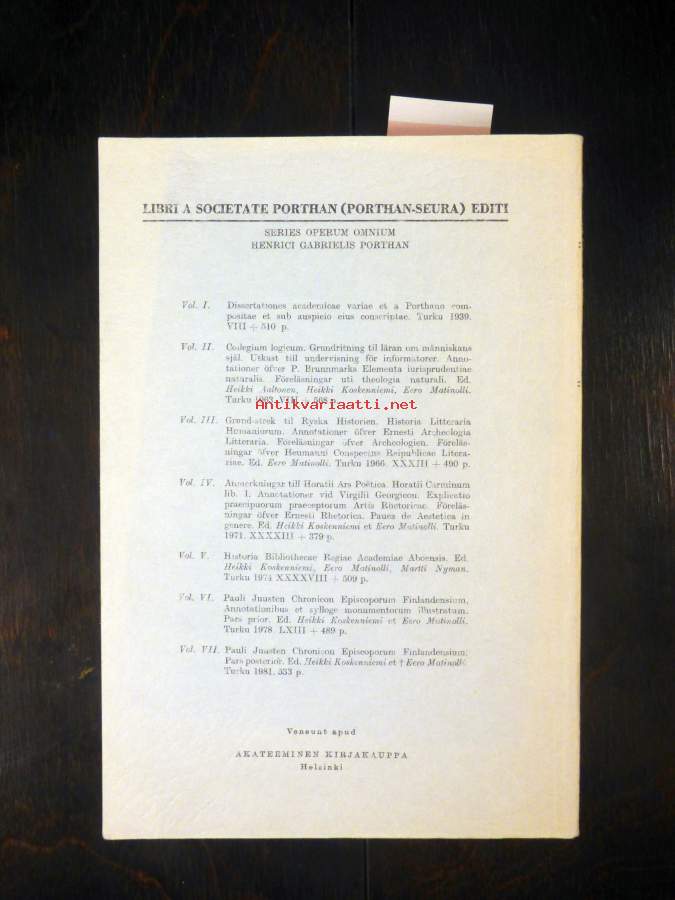 LIBRI A SOCIETATE PORTHAN (PORTHAN-SEURA) EDITI
SERIES OPERUM OMNIUM
HENRICI GABRIELIS PORTHAN
Vol. I. Dissertationes academicae variae et a Porthano com-
positae et sub auspicio eius conscriptae. Turku 1939.
VIII + 510 p.
Vol. II. Collegium logicum. Grundritning til läran om människans
själ. Utkast till undervisning för informatorer. Anno-
tationer öfver P. Brunnmarks Elementa iurisprudentiae
naturalis. Föreläsningar uti theologia naturali. Ed.
Heikki Aaltonen, Heikki Koskenniemi, Eero Matinolli.
Turku 1963. VIII + 508
Antikvariaatti.net
Vol. III. Grund-strek til Ryska Historien. Historia Litteraria
Humaniorum. Annotationer öfver Ernesti Archeologia
Litteraria. Föreläsningar öfver Archeologien. Föreläs-
ningar öfver Heumanni Conspectus Reipublicae Litera-
riae. Ed. Eero Matinolli. Turku 1966. XXXIII + 490 p.
Vol. IV. Anmerkningar till Horatii Ars Poëtica. Horatii Carminum
lib. I. Annotationer vid Virgilii Georgicon. Explicatio
praecipuorum praeceptorum Artis Rhetoricae. Föreläs-
ningar öfver Ernesti Rhetorica. Pauca de Aestetica in
genere. Ed. Heikki Koskenniemi et Eero Matinolli. Turku
1971. XXXXIII + 379 p.
Vol. V. Historia Bibliothecae Regiae Academiae Aboensis. Ed.
Heikki Koskenniemi, Eero Matinolli, Martti Nyman.
Turku 1974 XXXXVIII + 509 p.
Vol. VI. Pauli Juusten Chronicon Episcoporum Finlandensium,
Annotationibus et sylloge monumentorum illustratum.
Pars prior. Ed. Heikki Koskenniemi et Eero Matinolli.
Turku 1978. LXIII + 489 p.
Vol. VII. Pauli Juusten Chronicon Episcoporum Finlandensium.
Pars posterior. Ed. Heikki Koskenniemi et † Eero Matinolli
Turku 1981. 553 p.
Veneunt apud
AKATEEMINEN KIRJAKAUPPA
Helsinki